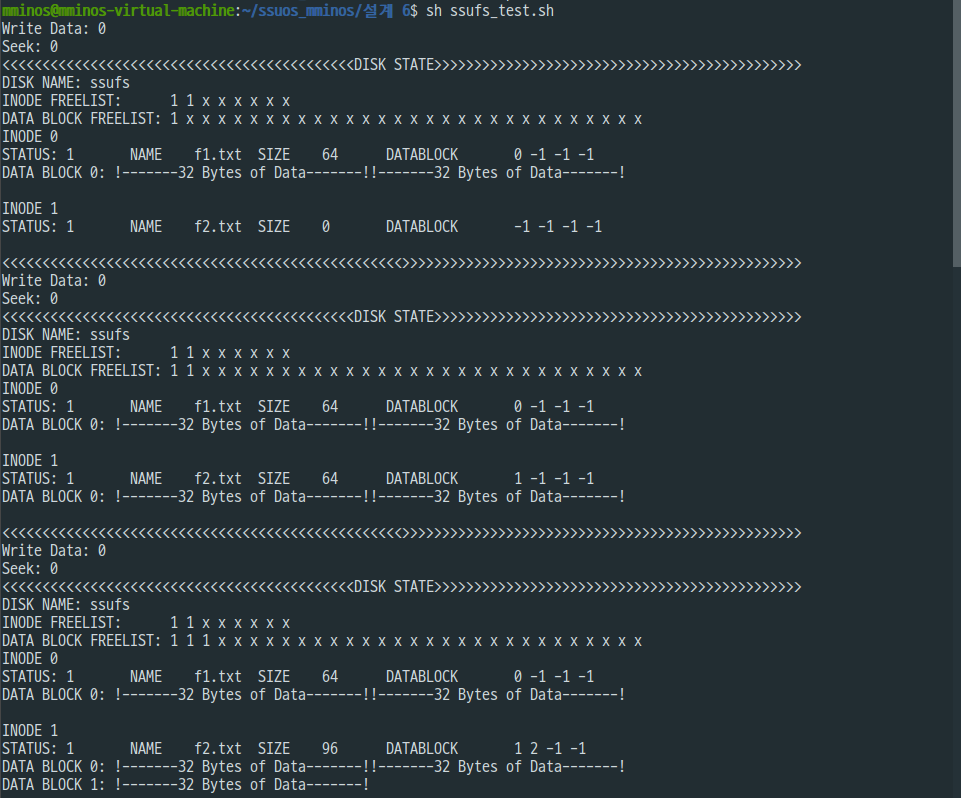 mminos@mminos-virtual-machine:~/ssuos_mminos/설계 6$ sh ssufs_test.sh
Write Data: 0
Seek: 0
<<<<<<<<<<<<<<<<<<<<<<<<<<<<<<<<<<<<<<<<<<<<DISK STATE>>>>>>>>>>>>>>>>>>>>>>>>>>>>>>>>>>>>>>>>>>>>>>
DISK NAME: ssufs
INODE FREELIST:      1 1 x x x x x x
DATA BLOCK FREELIST: 1 x x x x x x x x x x x x x x x x x x x x x x x x x x x x x
INODE 0
STATUS: 1       NAME    f1.txt  SIZE    64      DATABLOCK       0 -1 -1 -1
DATA BLOCK 0: !-------32 Bytes of Data-------!!-------32 Bytes of Data-------!
INODE 1
STATUS: 1       NAME    f2.txt  SIZE    0       DATABLOCK       -1 -1 -1 -1
<<<<<<<<<<<<<<<<<<<<<<<<<<<<<<<<<<<<<<<<<<<<<<<<<<>>>>>>>>>>>>>>>>>>>>>>>>>>>>>>>>>>>>>>>>>>>>>>>>>>
Write Data: 0
Seek: 0
<<<<<<<<<<<<<<<<<<<<<<<<<<<<<<<<<<<<<<<<<<<<DISK STATE>>>>>>>>>>>>>>>>>>>>>>>>>>>>>>>>>>>>>>>>>>>>>>
DISK NAME: ssufs
INODE FREELIST:      1 1 x x x x x x
DATA BLOCK FREELIST: 1 1 x x x x x x x x x x x x x x x x x x x x x x x x x x x x
INODE 0
STATUS: 1       NAME    f1.txt  SIZE    64      DATABLOCK       0 -1 -1 -1
DATA BLOCK 0: !-------32 Bytes of Data-------!!-------32 Bytes of Data-------!
INODE 1
STATUS: 1       NAME    f2.txt  SIZE    64      DATABLOCK       1 -1 -1 -1
DATA BLOCK 0: !-------32 Bytes of Data-------!!-------32 Bytes of Data-------!
<<<<<<<<<<<<<<<<<<<<<<<<<<<<<<<<<<<<<<<<<<<<<<<<<<>>>>>>>>>>>>>>>>>>>>>>>>>>>>>>>>>>>>>>>>>>>>>>>>>>
Write Data: 0
Seek: 0
<<<<<<<<<<<<<<<<<<<<<<<<<<<<<<<<<<<<<<<<<<<<DISK STATE>>>>>>>>>>>>>>>>>>>>>>>>>>>>>>>>>>>>>>>>>>>>>>
DISK NAME: ssufs
INODE FREELIST:      1 1 x x x x x x
DATA BLOCK FREELIST: 1 1 1 x x x x x x x x x x x x x x x x x x x x x x x x x x x
INODE 0
STATUS: 1       NAME    f1.txt  SIZE    64      DATABLOCK       0 -1 -1 -1
DATA BLOCK 0: !-------32 Bytes of Data-------!!-------32 Bytes of Data-------!
INODE 1
STATUS: 1       NAME    f2.txt  SIZE    96      DATABLOCK       1 2 -1 -1
DATA BLOCK 0: !-------32 Bytes of Data-------!!-------32 Bytes of Data-------!
DATA BLOCK 1: !-------32 Bytes of Data-------!